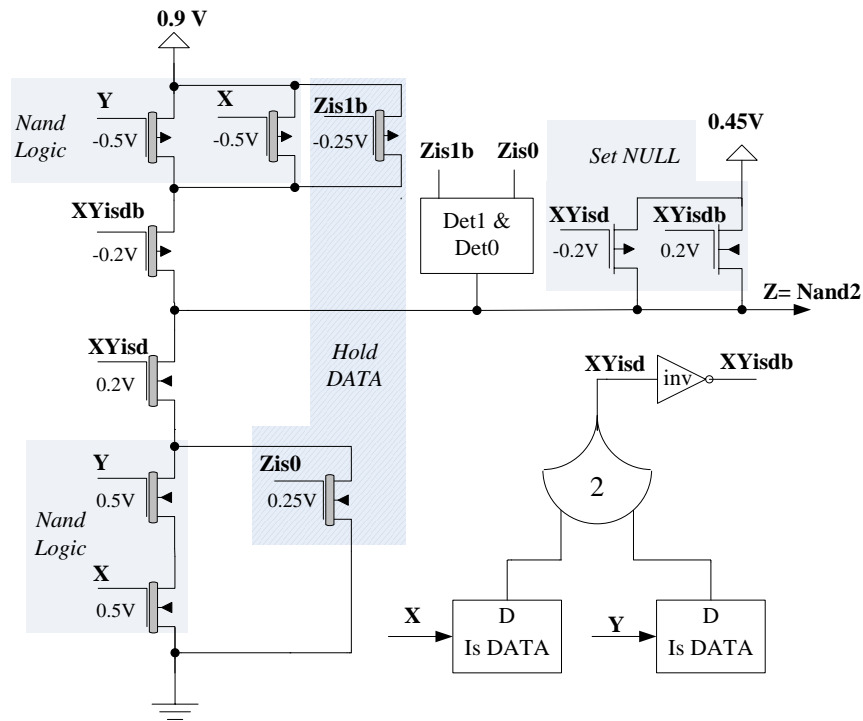 0.9 V
Nand
Logic
Y
-0.5V
X
-0.5V
Zis1b
-0.25V
XYisdb
-0.2V
XYisd
0.2V
Hold
DATA
Zis1b
Zis0
Det1 &
Det0
Set NULL
0.45V
XYisd
-0.2V
XYisdb
0.2V
Z= Nand2
Nand
Logic
Y
0.5V
X
0.5V
Zis0
0.25V
XYisd
inv
XYisdb
2
X
D
Is DATA
Y
D
Is DATA